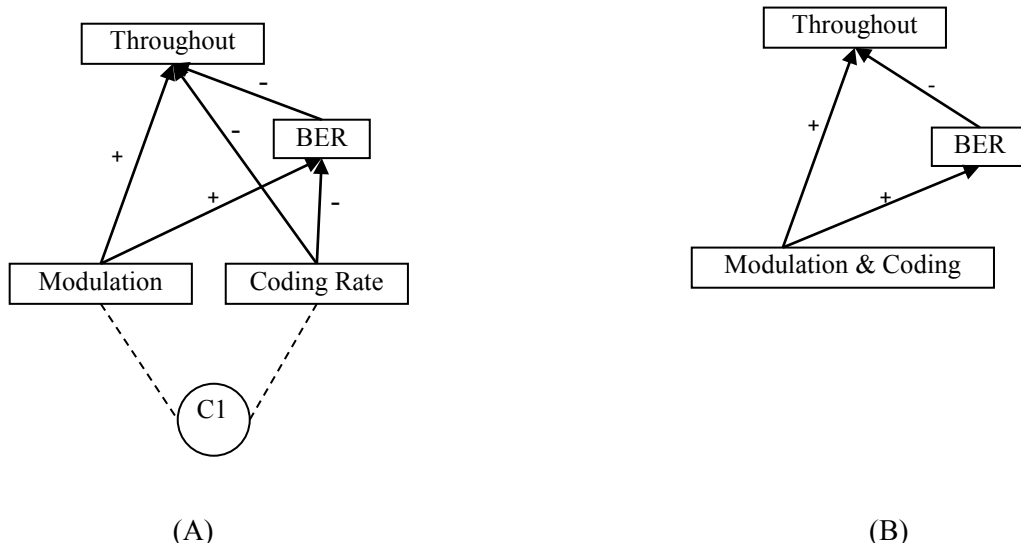 Throughout
-
BER
-
+
+
-
Modulation
Coding Rate
C1
(A)
Throughout
-
+
BER
+
Modulation & Coding
(B)